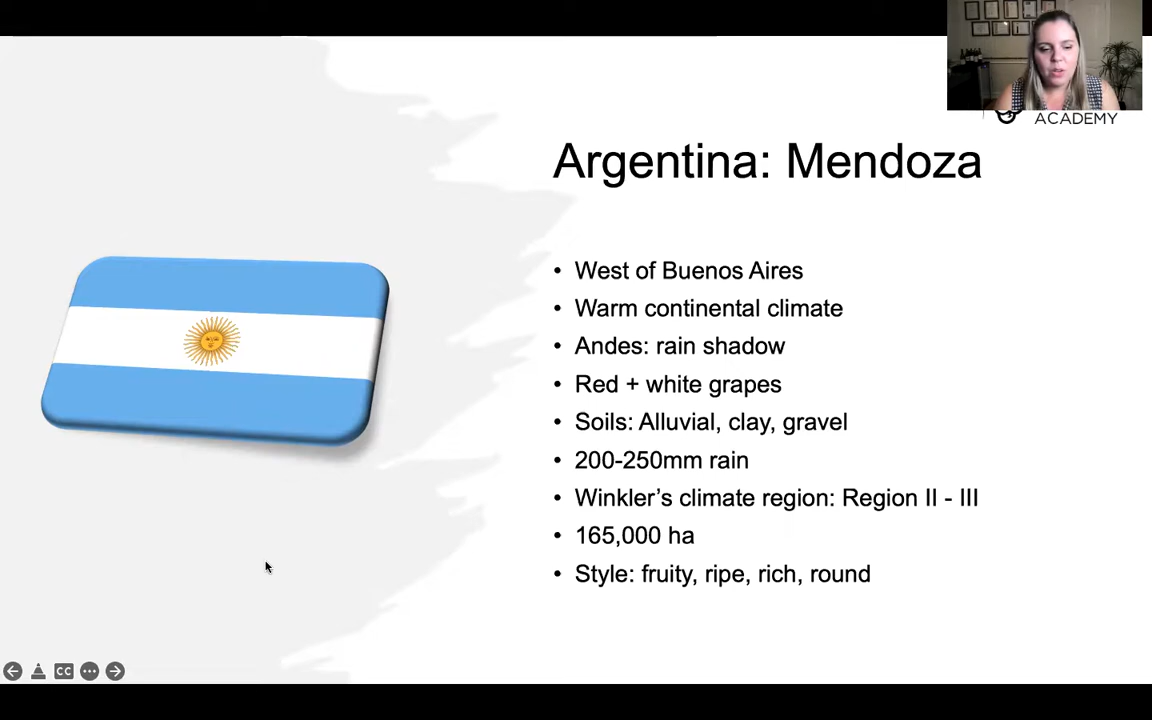 ACADEMY
Argentina: Mendoza
• West of Buenos Aires
• Warm continental climate
• Andes: rain shadow
• Red + white grapes
• Soils: Alluvial, clay, gravel
• 200-250mm rain
• Winkler’s climate region: Region II - III
• 165,000 ha
• Style: fruity, ripe, rich, round
CC